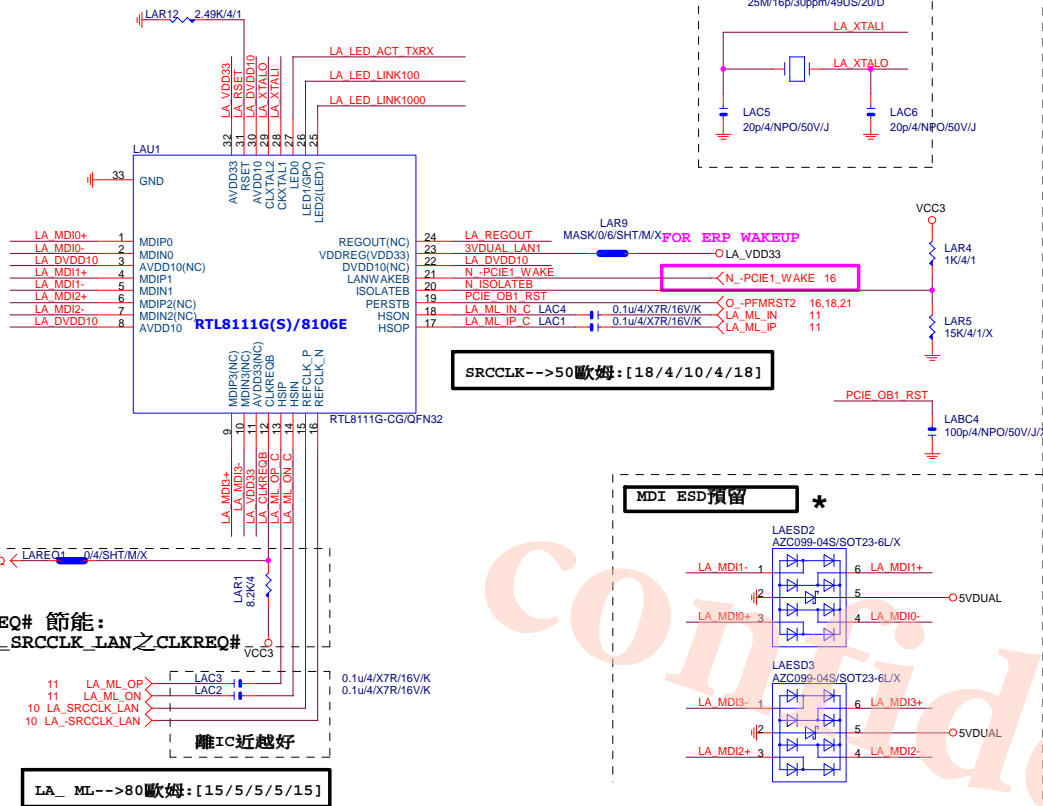 25M/16p/30ppm/49US/20/D
LA_XTALI
LA_XTALO
LAC5
20p/4/NPO/50V/J
LAC6
20p/4/NPO/50V/J
LAR12 2.49K/4/1
LA_LED_ACT_TXRX
LA_LED_LINK100
LA_LED_LINK1000
LA_VDD33
LA_RSET
LA_DVDD10
LA_XTALO
LA_XTALI
32
31
30
29
28
27
26
25
LAU1
33 GND
AVDD33
RSET
AVDD10
CLXTAL2
CKXTAL1
LED0
LED1/GPO
LED2(LED1)
LA_MDI0+ 1 MDIP0
LA_MDI0- 2 MDIN0
LA_DVDD10 3 AVDD10(NC)
LA_MDI1+ 4 MDIP1
LA_MDI1- 5 MDIN1
LA_MDI2+ 6 MDIP2(NC)
LA_MDI2- 7 MDIN2(NC)
LA_DVDD10 8 AVDD10
RTL8111G(S)/8106E
REGOUT(NC) 24 LA_REGOUT
VDDREG(VDD33) 23 3VDUAL_LAN1
DVDD10(NC) 22 LA_DVDD10
LANWAKEB 21 N_-PCIE1_WAKE
ISOLATEB 20 N_ISOLATEB
PERSTB 19 PCIE_OB1_RST
HSON 18 LA_ML_IN_C LAC4 0.1u/4/X7R/16V/K
HSOP 17 LA_ML_IP_C LAC1 0.1u/4/X7R/16V/K
LAR9
MASK/0/6/SHT/M/X
FOR ERP WAKEUP
LA_VDD33
N_-PCIE1_WAKE 16
O_-PFMRST2 16,18,21
LA_ML_IN 11
LA_ML_IP 11
VCC3
LAR4
1K/4/1
LAR5
15K/4/1/X
SRCCLK-->50歐姆:[18/4/10/4/18]
PCIE_OB1_RST
LABC4
100p/4/NPO/50V/J/X
MDIP3(NC)
MDIN3(NC)
AVDD33(NC)
CLKREQB
HSIP
HSIN
REFCLK_P
REFCLK_N
RTL8111G-CG/QFN32
9
10
11
12
13
14
15
16
LA_MDI3+
LA_MDI3-
LA_VDD33
LA_CLKREQB
LA_ML_OP_C
LA_ML_ON_C
LAREQ1 0/4/SHT/M/X
LAR1
8.2K/4
EQ# 節能:
_SRCCLK_LAN之CLKREQ#
VCC3
11 LA_ML_OP
11 LA_ML_ON
10 LA_SRCCLK_LAN
10 LA_-SRCCLK_LAN
LAC3 0.1u/4/X7R/16V/K
LAC2 0.1u/4/X7R/16V/K
離IC近越好
LA_ ML-->80歐姆:[15/5/5/5/15]
MDI ESD預留 *
LAESD2
AZC099-04S/SOT23-6L/X
LA_MDI1- 1
6 LA_MDI1+
2
5 5VDUAL
LA_MDI0+ 3
4 LA_MDI0-
LAESD3
AZC099-04S/SOT23-6L/X
LA_MDI3- 1
6 LA_MDI3+
2
5 5VDUAL
LA_MDI2+ 3
4 LA_MDI2-
confide